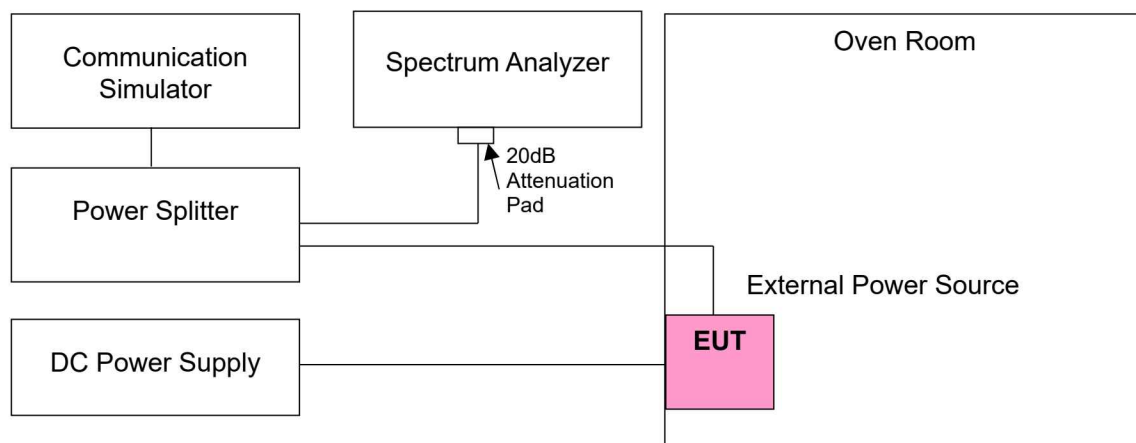 Communication
Simulator
Spectrum Analyzer
Oven Room
20dB
Attenuation
Pad
Power Splitter
External Power Source
EUT
DC Power Supply